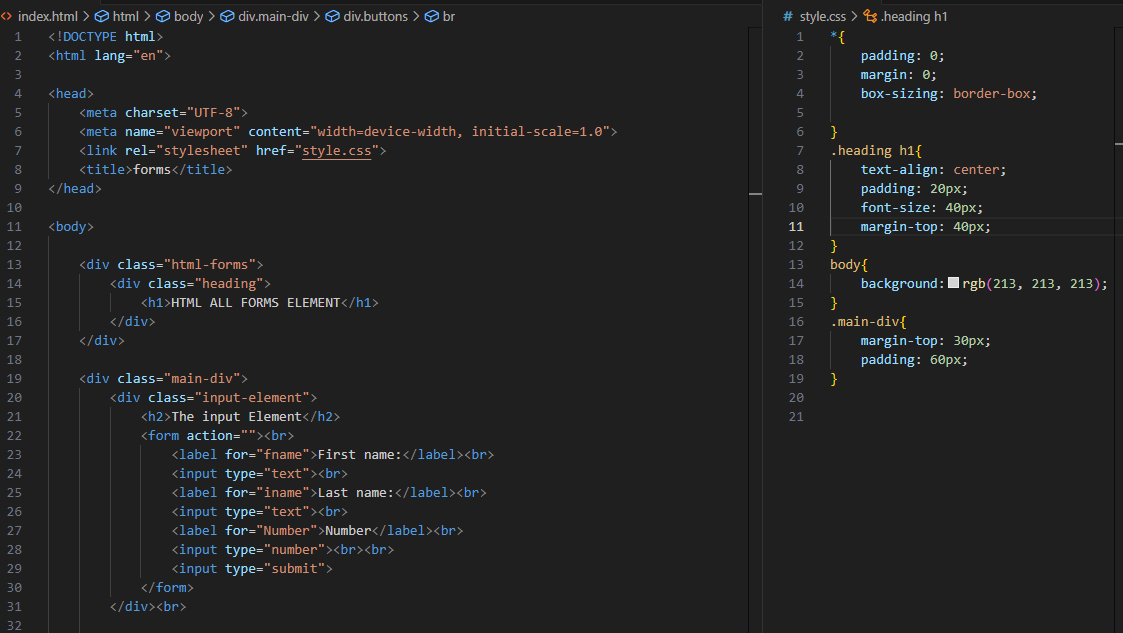 index.html > html > body > div.main-div > div.buttons > br
1 <!DOCTYPE html>
2 <html lang="en">
3
4 <head>
5     <meta charset="UTF-8">
6     <meta name="viewport" content="width=device-width, initial-scale=1.0">
7     <link rel="stylesheet" href="style.css">
8     <title>forms</title>
9 </head>
10
11 <body>
12
13     <div class="html-forms">
14         <div class="heading">
15             <h1>HTML ALL FORMS ELEMENT</h1>
16         </div>
17     </div>
18
19     <div class="main-div">
20         <div class="input-element">
21             <h2>The input Element</h2>
22             <form action=""><br>
23                 <label for="fname">First name:</label><br>
24                 <input type="text"><br>
25                 <label for="iname">Last name:</label><br>
26                 <input type="text"><br>
27                 <label for="Number">Number</label><br>
28                 <input type="number"><br><br>
29                 <input type="submit">
30             </form>
31         </div><br>
32
# style.css > .heading h1
1 *{
2     padding: 0;
3     margin: 0;
4     box-sizing: border-box;
5
6 }
7 .heading h1{
8     text-align: center;
9     padding: 20px;
10     font-size: 40px;
11     margin-top: 40px;
12 }
13 body{
14     background: rgb(213, 213, 213);
15 }
16 .main-div{
17     margin-top: 30px;
18     padding: 60px;
19 }
20
21